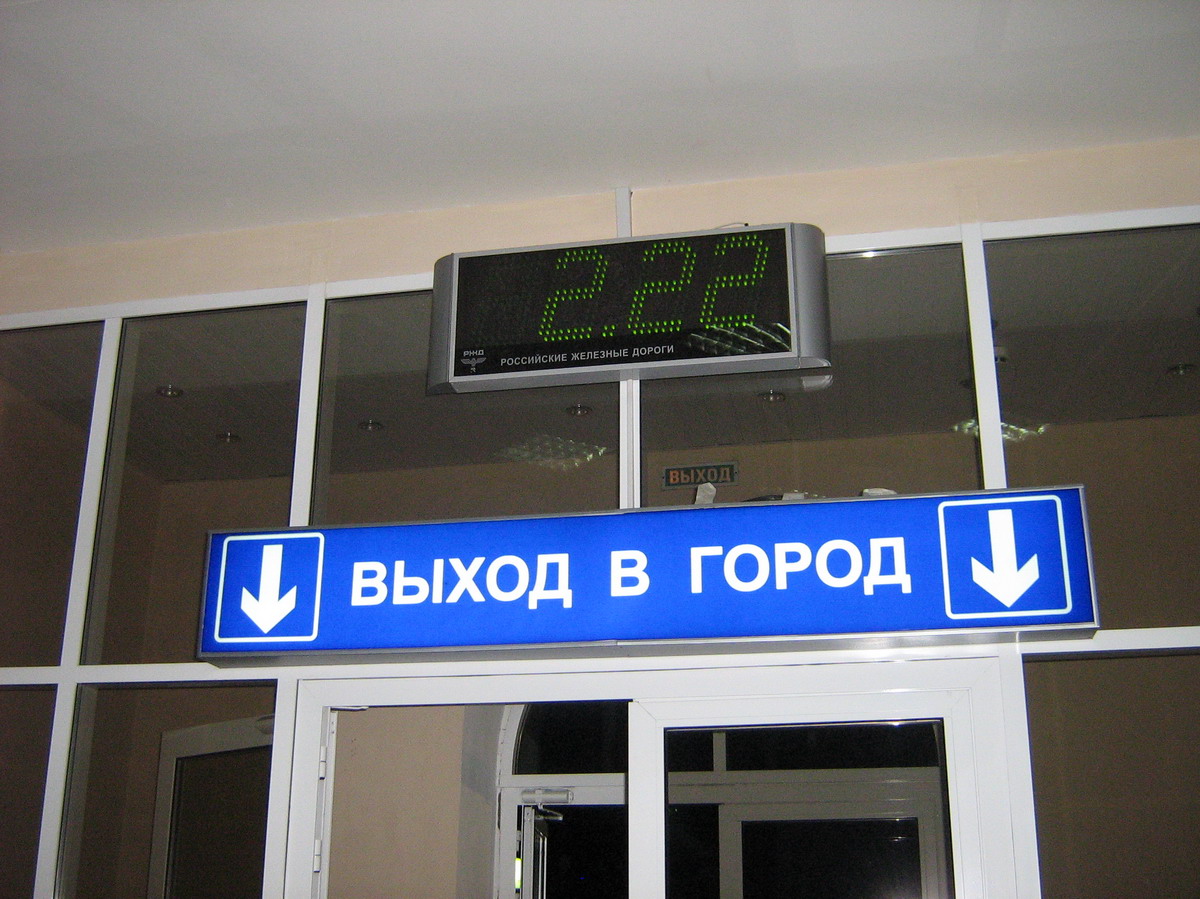 2.22
РЖД
РОССИЙСКИЕ ЖЕЛЕЗНЫЕ ДОРОГИ
ВЫХОД
ВЫХОД В ГОРОД